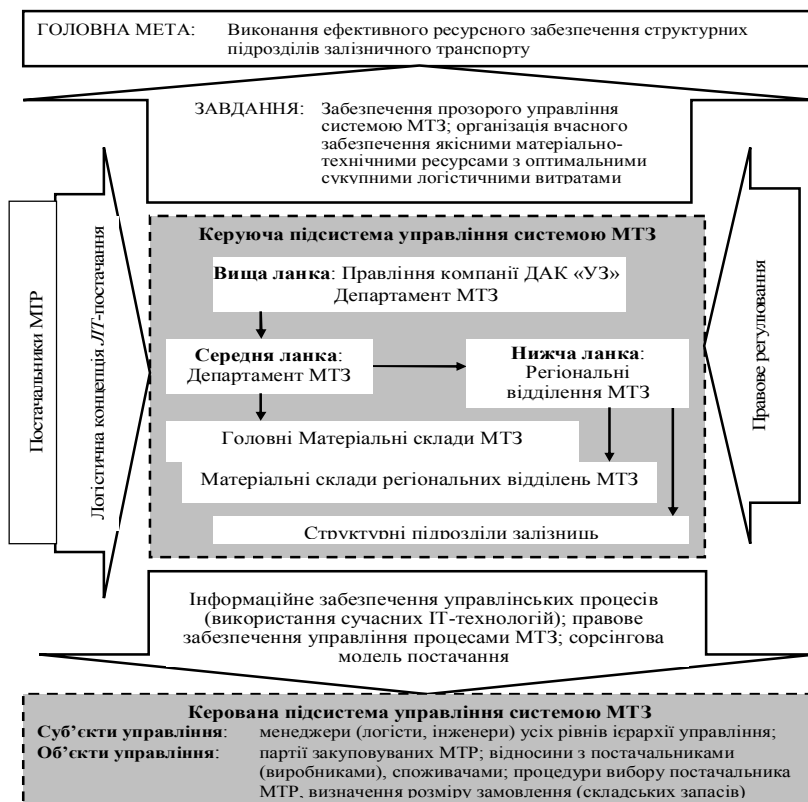 ГОЛОВНА МЕТА: Виконання ефективного ресурсного забезпечення структурних
підрозділів залізничного транспорту
ЗАВДАННЯ: Забезпечення прозорого управління
системою МТЗ; організація вчасного
забезпечення якісними матеріально-
технічними ресурсами з оптимальними
сукупними логістичними витратами
Постачальники МТР
Логістична концепція JIT-постачання
Керуюча підсистема управління системою МТЗ
Вища ланка: Правління компанії ДАК «УЗ»
Департамент МТЗ
Середня ланка:
Департамент МТЗ
Нижча ланка:
Регіональні
відділення МТЗ
Головні Матеріальні склади МТЗ
Матеріальні склади регіональних відділень МТЗ
Структурні підрозділи залізниць
Правове регулювання
Інформаційне забезпечення управлінських процесів
(використання сучасних ІТ-технологій); правове
забезпечення управління процесами МТЗ; сорсінгова
модель постачання
Керована підсистема управління системою МТЗ
Суб’єкти управління: менеджери (логісти, інженери) усіх рівнів ієрархії управління;
Об’єкти управління: партії закуповуваних МТР; відносини з постачальниками
(виробниками), споживачами; процедури вибору постачальника
МТР, визначення розміру замовлення (складських запасів)